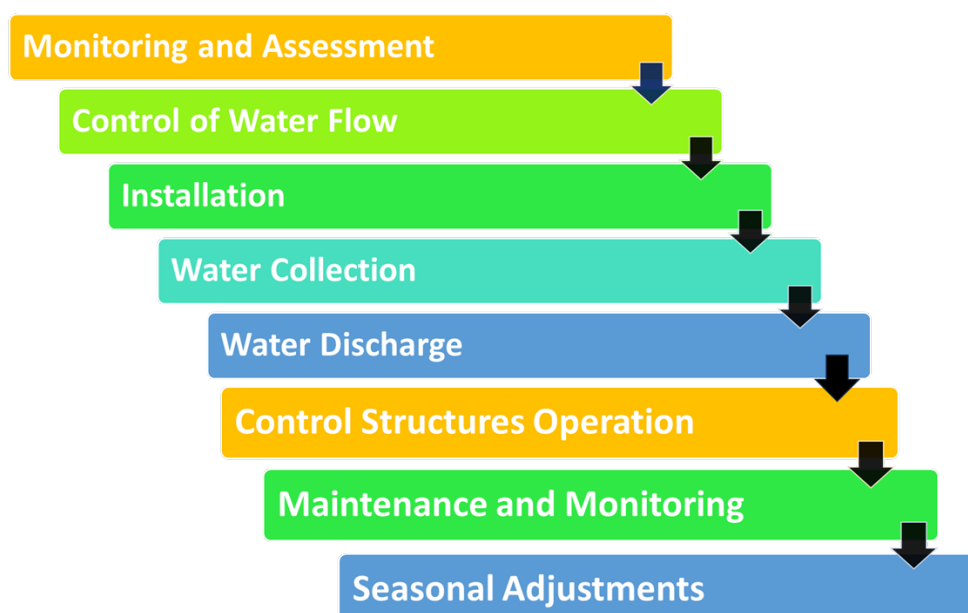 Monitoring and Assessment
Control of Water Flow
Installation
Water Collection
Water Discharge
Control Structures Operation
Maintenance and Monitoring
Seasonal Adjustments